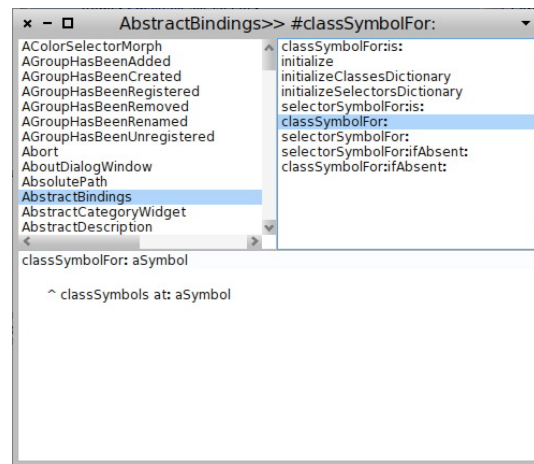 AbstractBindings>> #classSymbolFor:
AColorSelectorMorph
AGroupHasBeenAdded
AGroupHasBeenCreated
AGroupHasBeenRegistered
AGroupHasBeenRemoved
AGroupHasBeenRenamed
AGroupHasBeenUnregistered
Abort
AboutDialogWindow
AbsolutePath
AbstractBindings
AbstractCategoryWidget
AbstractDescription
classSymbolFor:is:
initialize
initializeClassesDictionary
initializeSelectorsDictionary
selectorSymbolFor:is:
classSymbolFor:
selectorSymbolFor:
selectorSymbolFor:ifAbsent:
classSymbolFor:ifAbsent:
classSymbolFor: aSymbol
^ classSymbols at: aSymbol